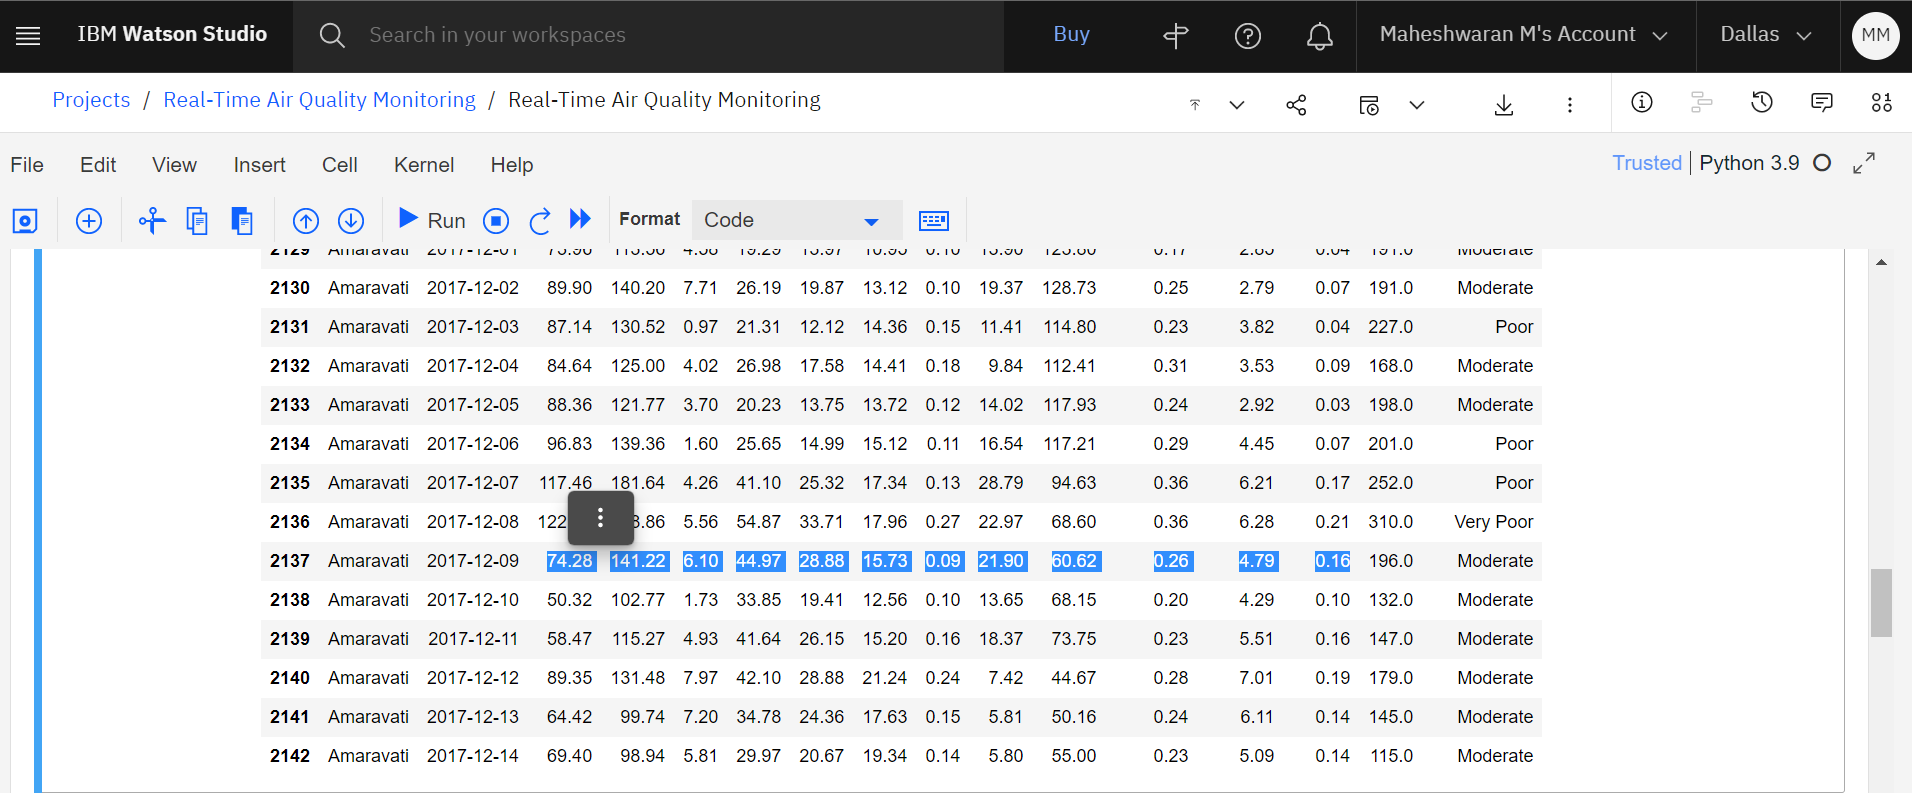 IBM Watson Studio Search in your workspaces Buy Maheshwaran M's Account Dallas MM
Projects / Real-Time Air Quality Monitoring / Real-Time Air Quality Monitoring
File Edit View Insert Cell Kernel Help Trusted Python 3.9
Run Format Code
2129 Amaravati 2017-12-01 113.56 4.58 19.29 13.97 10.95 0.10 13.90 0.17 0.04 191.0 Moderate
2130 Amaravati 2017-12-02 89.90 140.20 7.71 26.19 19.87 13.12 0.10 19.37 128.73 0.25 2.79 0.07 191.0 Moderate
2131 Amaravati 2017-12-03 87.14 130.52 0.97 21.31 12.12 14.36 0.15 11.41 114.80 0.23 3.82 0.04 227.0 Poor
2132 Amaravati 2017-12-04 84.64 125.00 4.02 26.98 17.58 14.41 0.18 9.84 112.41 0.31 3.53 0.09 168.0 Moderate
2133 Amaravati 2017-12-05 88.36 121.77 3.70 20.23 13.75 13.72 0.12 14.02 117.93 0.24 2.92 0.03 198.0 Moderate
2134 Amaravati 2017-12-06 96.83 139.36 1.60 25.65 14.99 15.12 0.11 16.54 117.21 0.29 4.45 0.07 201.0 Poor
2135 Amaravati 2017-12-07 117.46 181.64 4.26 41.10 25.32 17.34 0.13 28.79 94.63 0.36 6.21 0.17 252.0 Poor
2136 Amaravati 2017-12-08 122 8.86 5.56 54.87 33.71 17.96 0.27 22.97 68.60 0.36 6.28 0.21 310.0 Very Poor
2137 Amaravati 2017-12-09 74.28 141.22 6.10 44.97 28.88 15.73 0.09 21.90 60.62 0.26 4.79 0.16 196.0 Moderate
2138 Amaravati 2017-12-10 50.32 102.77 1.73 33.85 19.41 12.56 0.10 13.65 68.15 0.20 4.29 0.10 132.0 Moderate
2139 Amaravati 2017-12-11 58.47 115.27 4.93 41.64 26.15 15.20 0.16 18.37 73.75 0.23 5.51 0.16 147.0 Moderate
2140 Amaravati 2017-12-12 89.35 131.48 7.97 42.10 28.88 21.24 0.24 7.42 44.67 0.28 7.01 0.19 179.0 Moderate
2141 Amaravati 2017-12-13 64.42 99.74 7.20 34.78 24.36 17.63 0.15 5.81 50.16 0.24 6.11 0.14 145.0 Moderate
2142 Amaravati 2017-12-14 69.40 98.94 5.81 29.97 20.67 19.34 0.14 5.80 55.00 0.23 5.09 0.14 115.0 Moderate